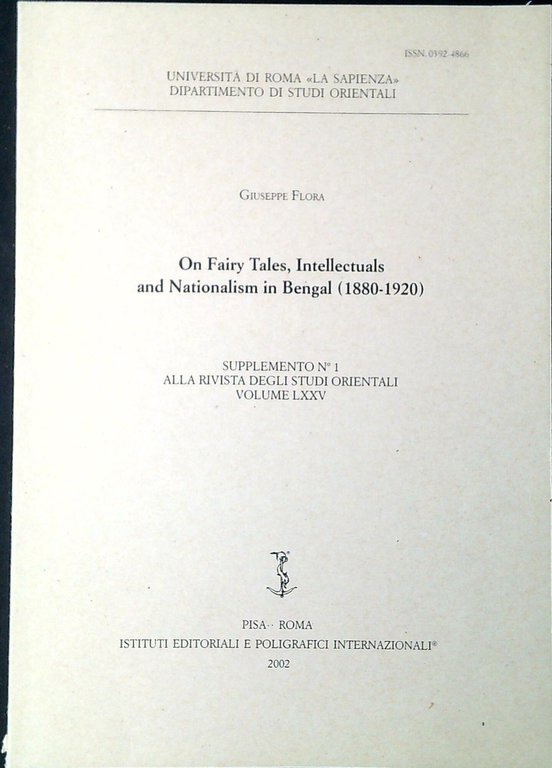 ISSN. 0392-4866
UNIVERSITÀ DI ROMA «LA SAPIENZA»
DIPARTIMENTO DI STUDI ORIENTALI
GIUSEPPE FLORA
On Fairy Tales, Intellectuals
and Nationalism in Bengal (1880-1920)
SUPPLEMENTO N° 1
ALLA RIVISTA DEGLI STUDI ORIENTALI
VOLUME LXXV
PISA · ROMA
ISTITUTI EDITORIALI E POLIGRAFICI INTERNAZIONALI®
2002